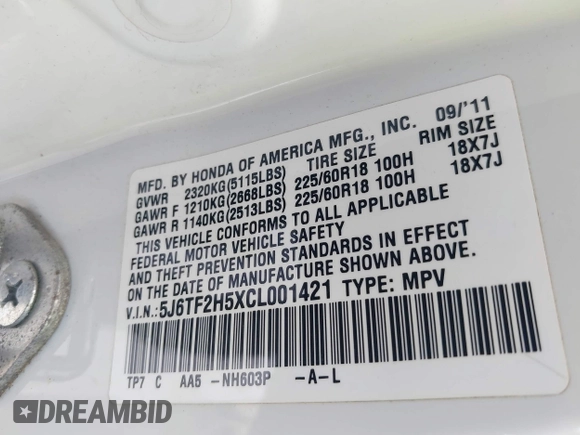 MFD. BY HONDA OF AMERICA MFG., INC. 09/'11
GVWR 2320KG(5115LBS) TIRE SIZE RIM SIZE
GAWR F 1210KG(2668LBS) 225/60R18 100H 18X7J
GAWR R 1140KG(2513LBS) 225/60R18 100H 18X7J
THIS VEHICLE CONFORMS TO ALL APPLICABLE
FEDERAL MOTOR VEHICLE SAFETY
AND THEFT PREVENTION STANDARDS IN EFFECT
ON THE DATE OF MANUFACTURE SHOWN ABOVE.
V.I.N.:5J6TF2H5XCL001421 TYPE: MPV
TP7 C AA5 -NH603P -A-L
DREAMBID